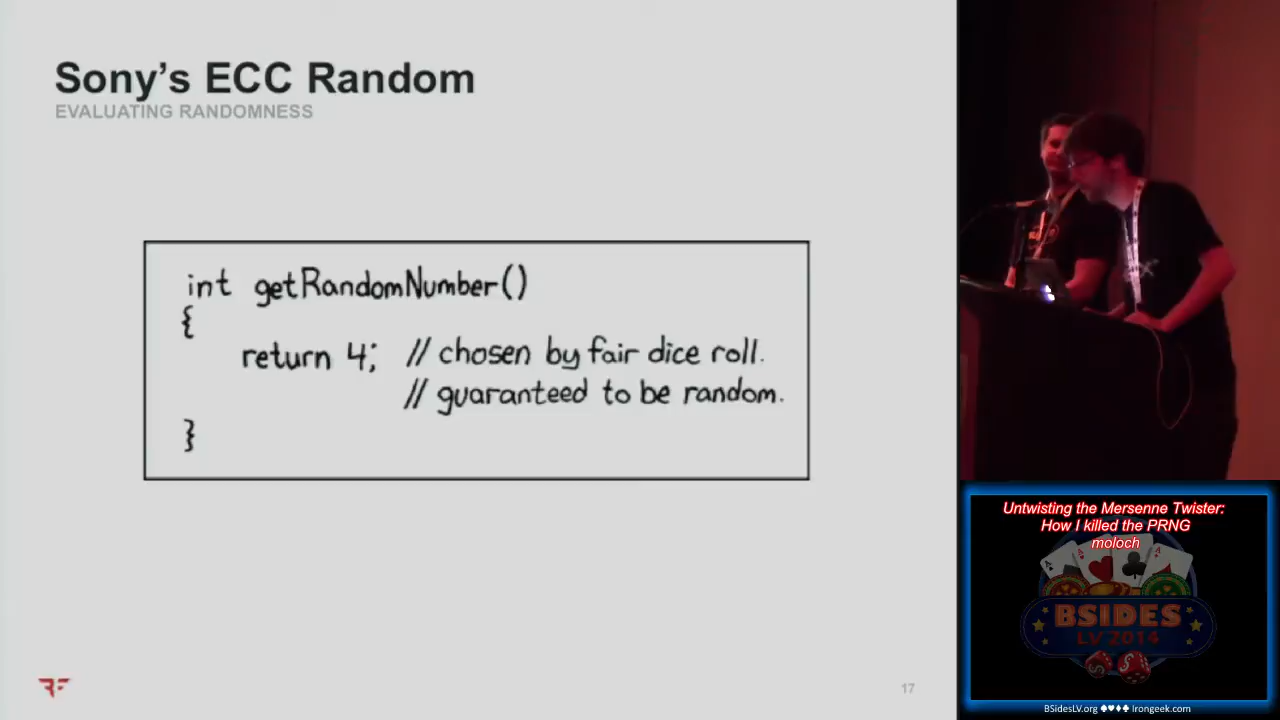 Sony's ECC Random
EVALUATING RANDOMNESS
int getRandomNumber()
{
return 4; // chosen by fair dice roll.
// guaranteed to be random.
}
17
Untwisting the Mersenne Twister:
How I killed the PRNG
moloch
BSIDES
LV 2014
BSidesLV.org ♠♥♦♣ Irongeek.com